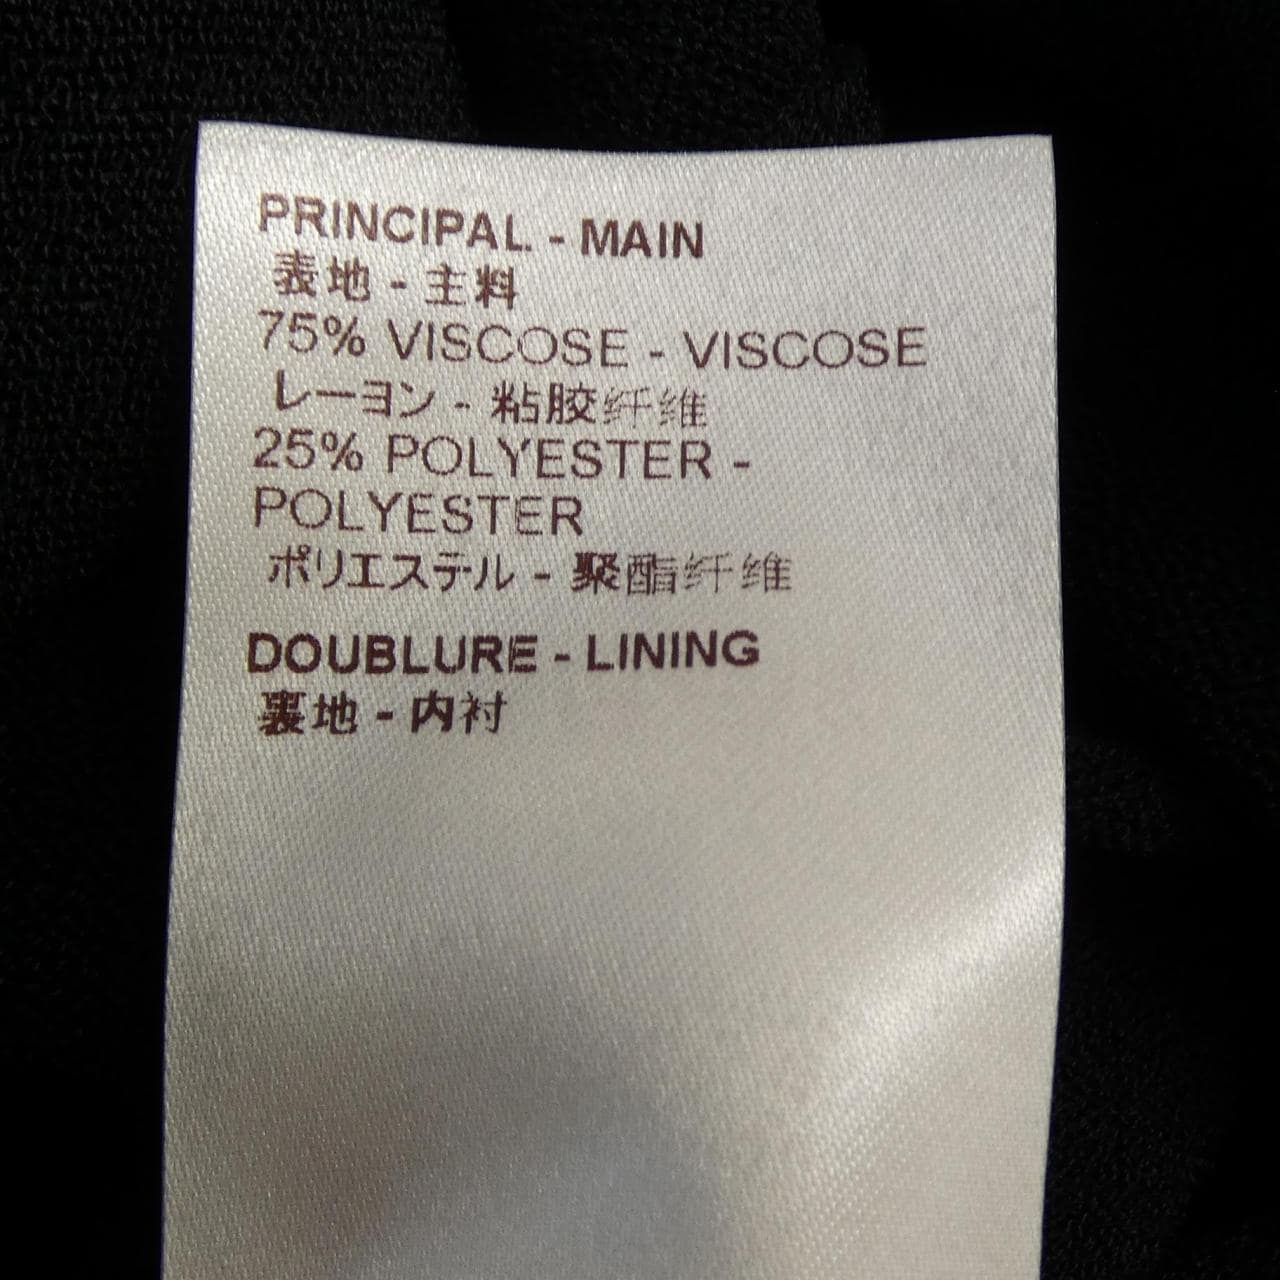 PRINCIPAL - MAIN
表地 - 主料
75% VISCOSE - VISCOSE
レーヨン - 粘胶纤维
25% POLYESTER -
POLYESTER
ポリエステル - 聚酯纤维
DOUBLURE - LINING
裏地 - 内衬